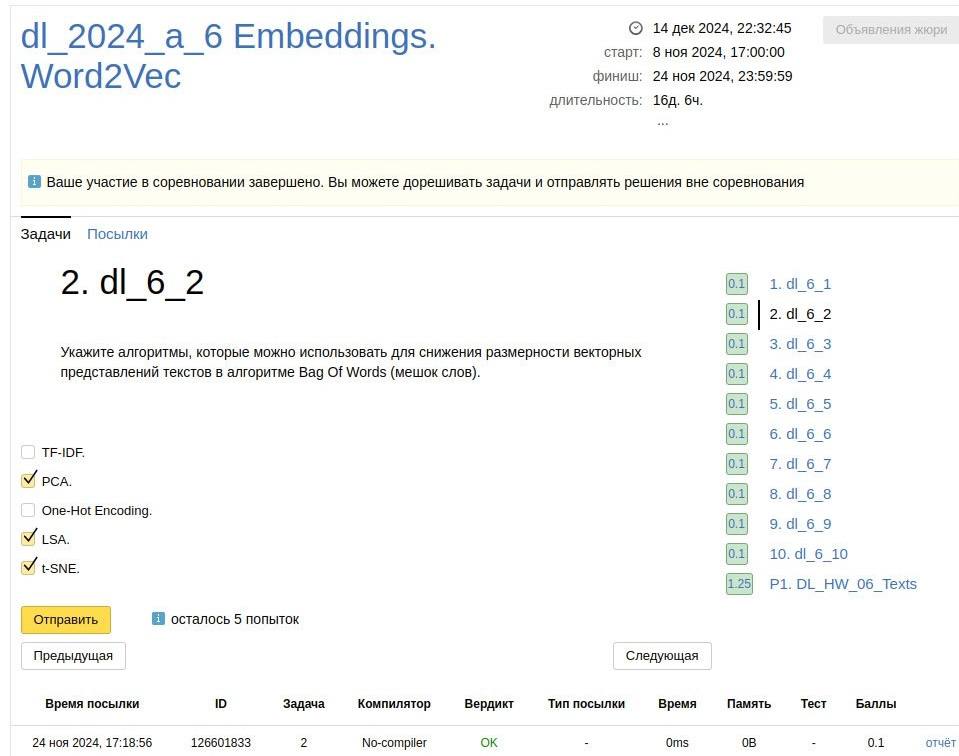 dl_2024_a_6 Embeddings.
Word2Vec
14 дек 2024, 22:32:45
старт: 8 ноя 2024, 17:00:00
финиш: 24 ноя 2024, 23:59:59
длительность: 16д. 6ч.
...
Объявления жюри
Ваше участие в соревновании завершено. Вы можете дорешивать задачи и отправлять решения вне соревнования
Задачи Посылки
2. dl_6_2
Укажите алгоритмы, которые можно использовать для снижения размерности векторных
представлений текстов в алгоритме Bag Of Words (мешок слов).
TF-IDF.
PCA.
One-Hot Encoding.
LSA.
t-SNE.
Отправить осталось 5 попыток
Предыдущая Следующая
0.1 1. dl_6_1
0.1 2. dl_6_2
0.1 3. dl_6_3
0.1 4. dl_6_4
0.1 5. dl_6_5
0.1 6. dl_6_6
0.1 7. dl_6_7
0.1 8. dl_6_8
0.1 9. dl_6_9
0.1 10. dl_6_10
1.25 P1. DL_HW_06_Texts
Время посылки ID Задача Компилятор Вердикт Тип посылки Время Память Тест Баллы
24 ноя 2024, 17:18:56 126601833 2 No-compiler OK - 0ms 0B - 0.1 отчёт